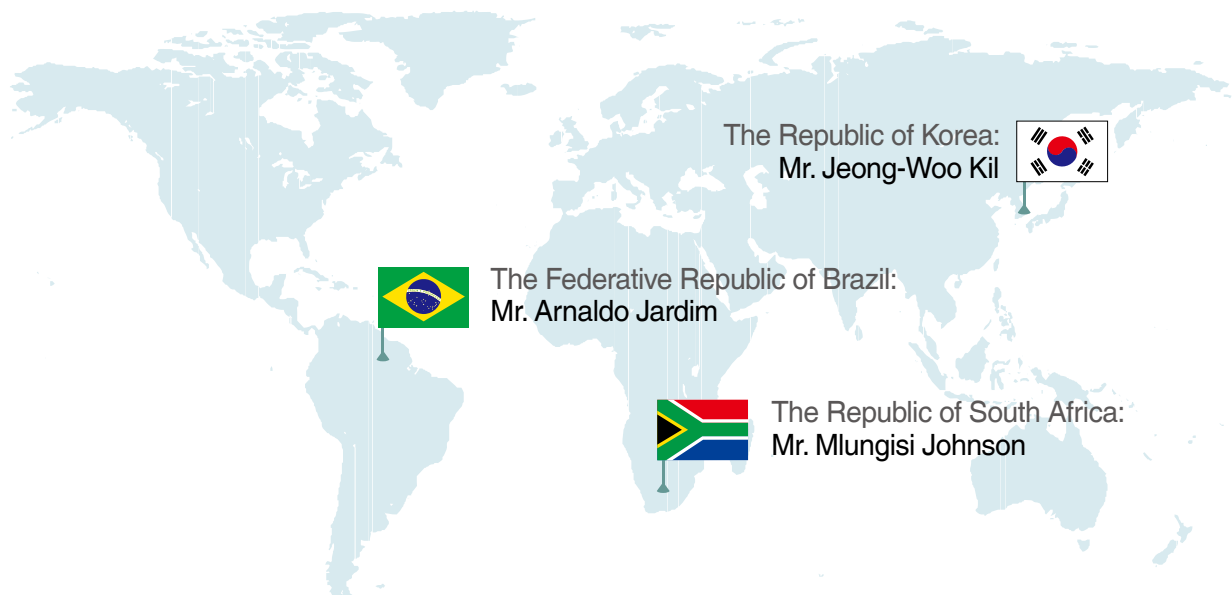 The Republic of Korea:
Mr. Jeong-Woo Kil
The Federative Republic of Brazil:
Mr. Arnaldo Jardim
The Republic of South Africa:
Mr. Mlungisi Johnson